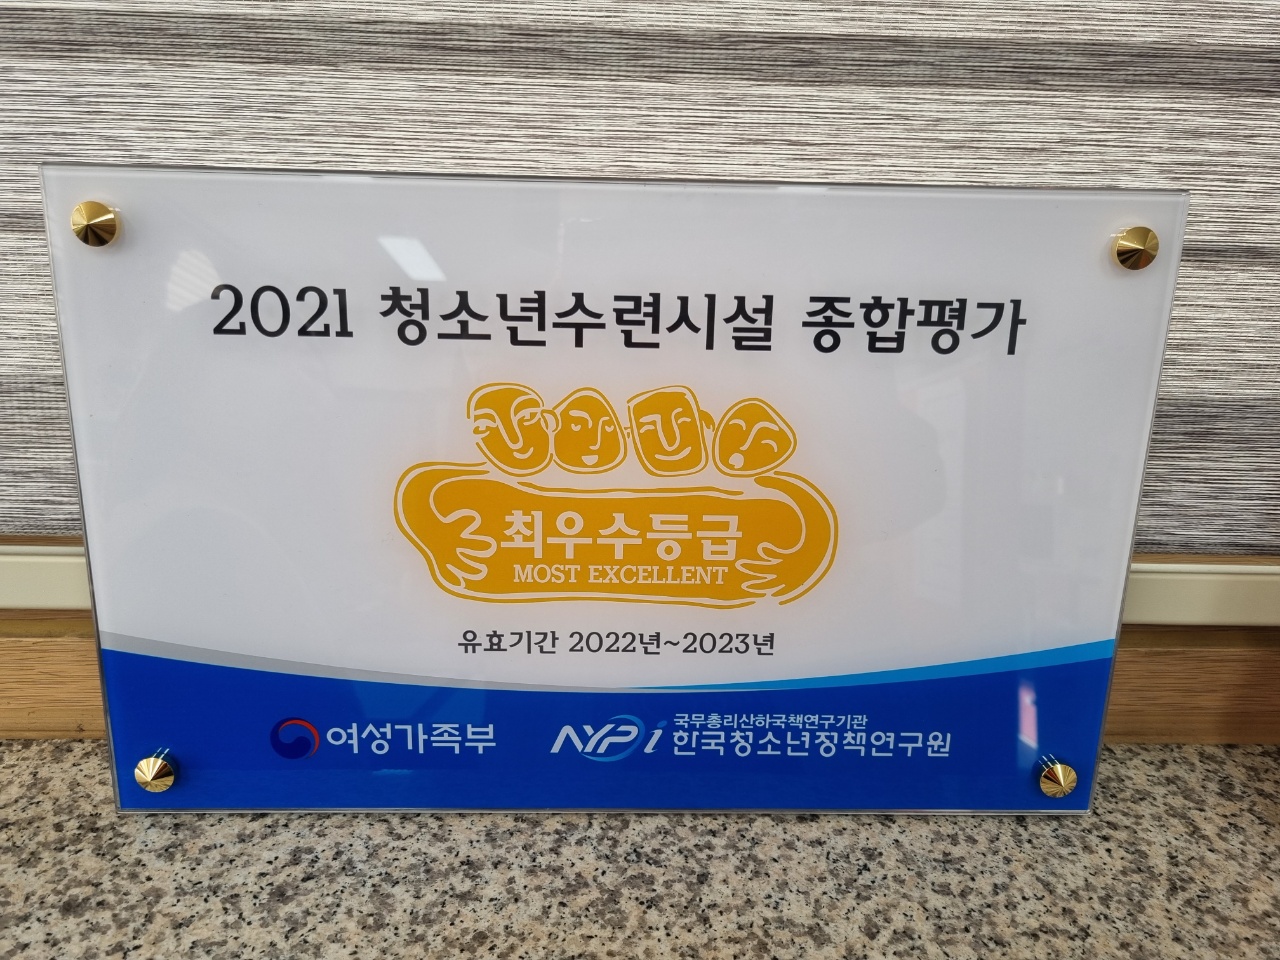 2021 청소년수련시설 종합평가
최우수등급
MOST EXCELLENT
유효기간 2022년~2023년
여성가족부
NYPi
국무총리산하국책연구기관
한국청소년정책연구원